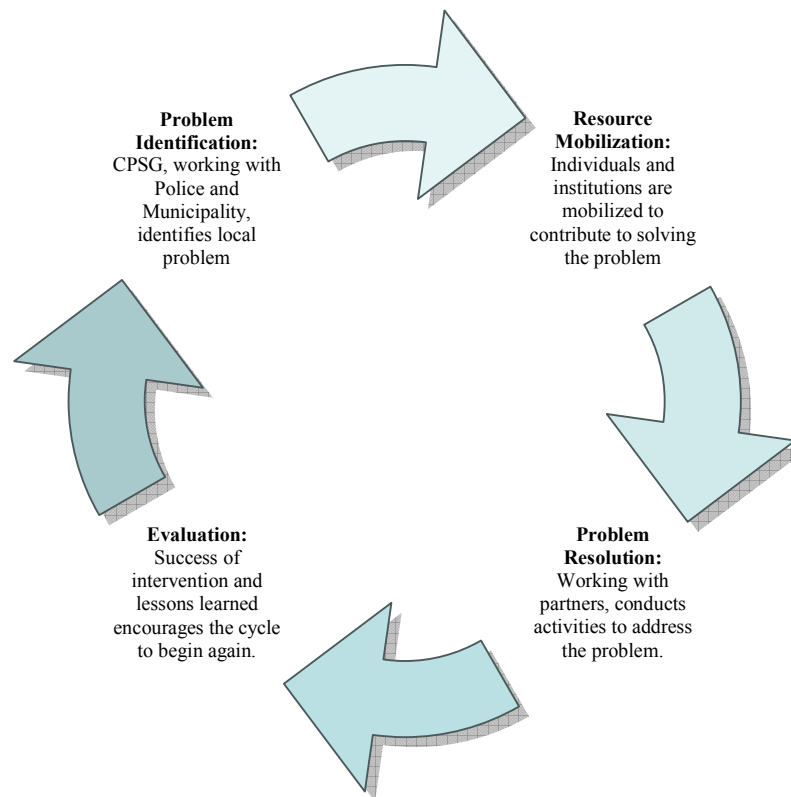 Problem
Identification:
CPSG, working with
Police and
Municipality,
identifies local
problem
Resource
Mobilization:
Individuals and
institutions are
mobilized to
contribute to solving
the problem
Problem
Resolution:
Working with
partners, conducts
activities to address
the problem.
Evaluation:
Success of
intervention and
lessons learned
encourages the cycle
to begin again.